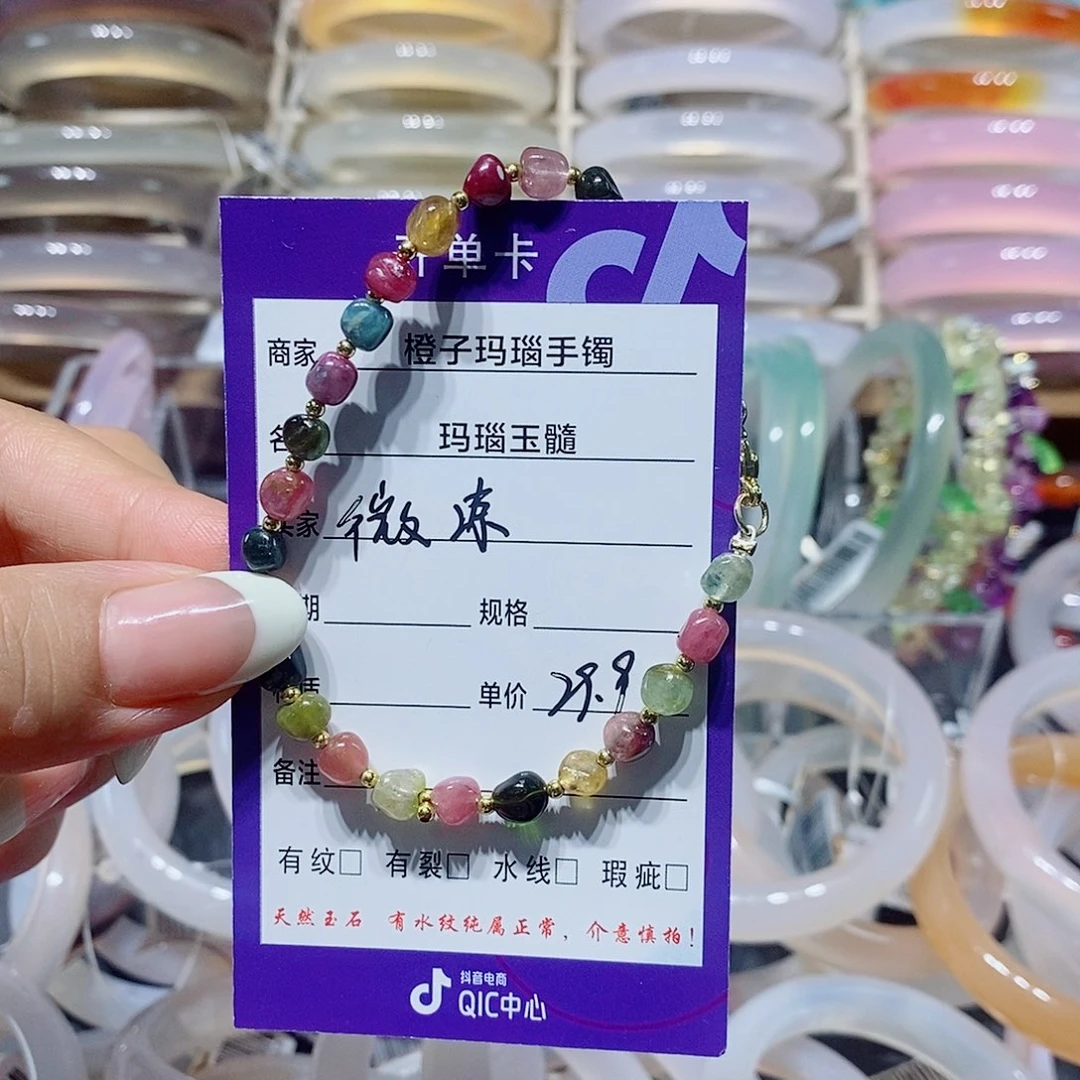 单卡
商家 橙子玛瑙手镯
名 玛瑙玉髓
家 微冻
期 规格
单价 29.9
备注
有纹□ 有裂□ 水线□ 瑕疵□
天然玉石 有水纹纯属正常，介意慎拍！
抖音电商
QIC中心